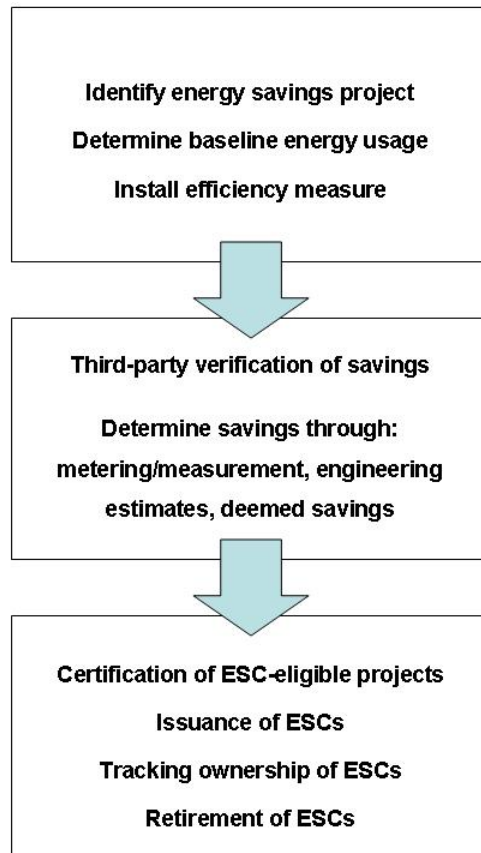 Identify energy savings project
Determine baseline energy usage
Install efficiency measure
Third-party verification of savings
Determine savings through:
metering/measurement, engineering
estimates, deemed savings
Certification of ESC-eligible projects
Issuance of ESCs
Tracking ownership of ESCs
Retirement of ESCs